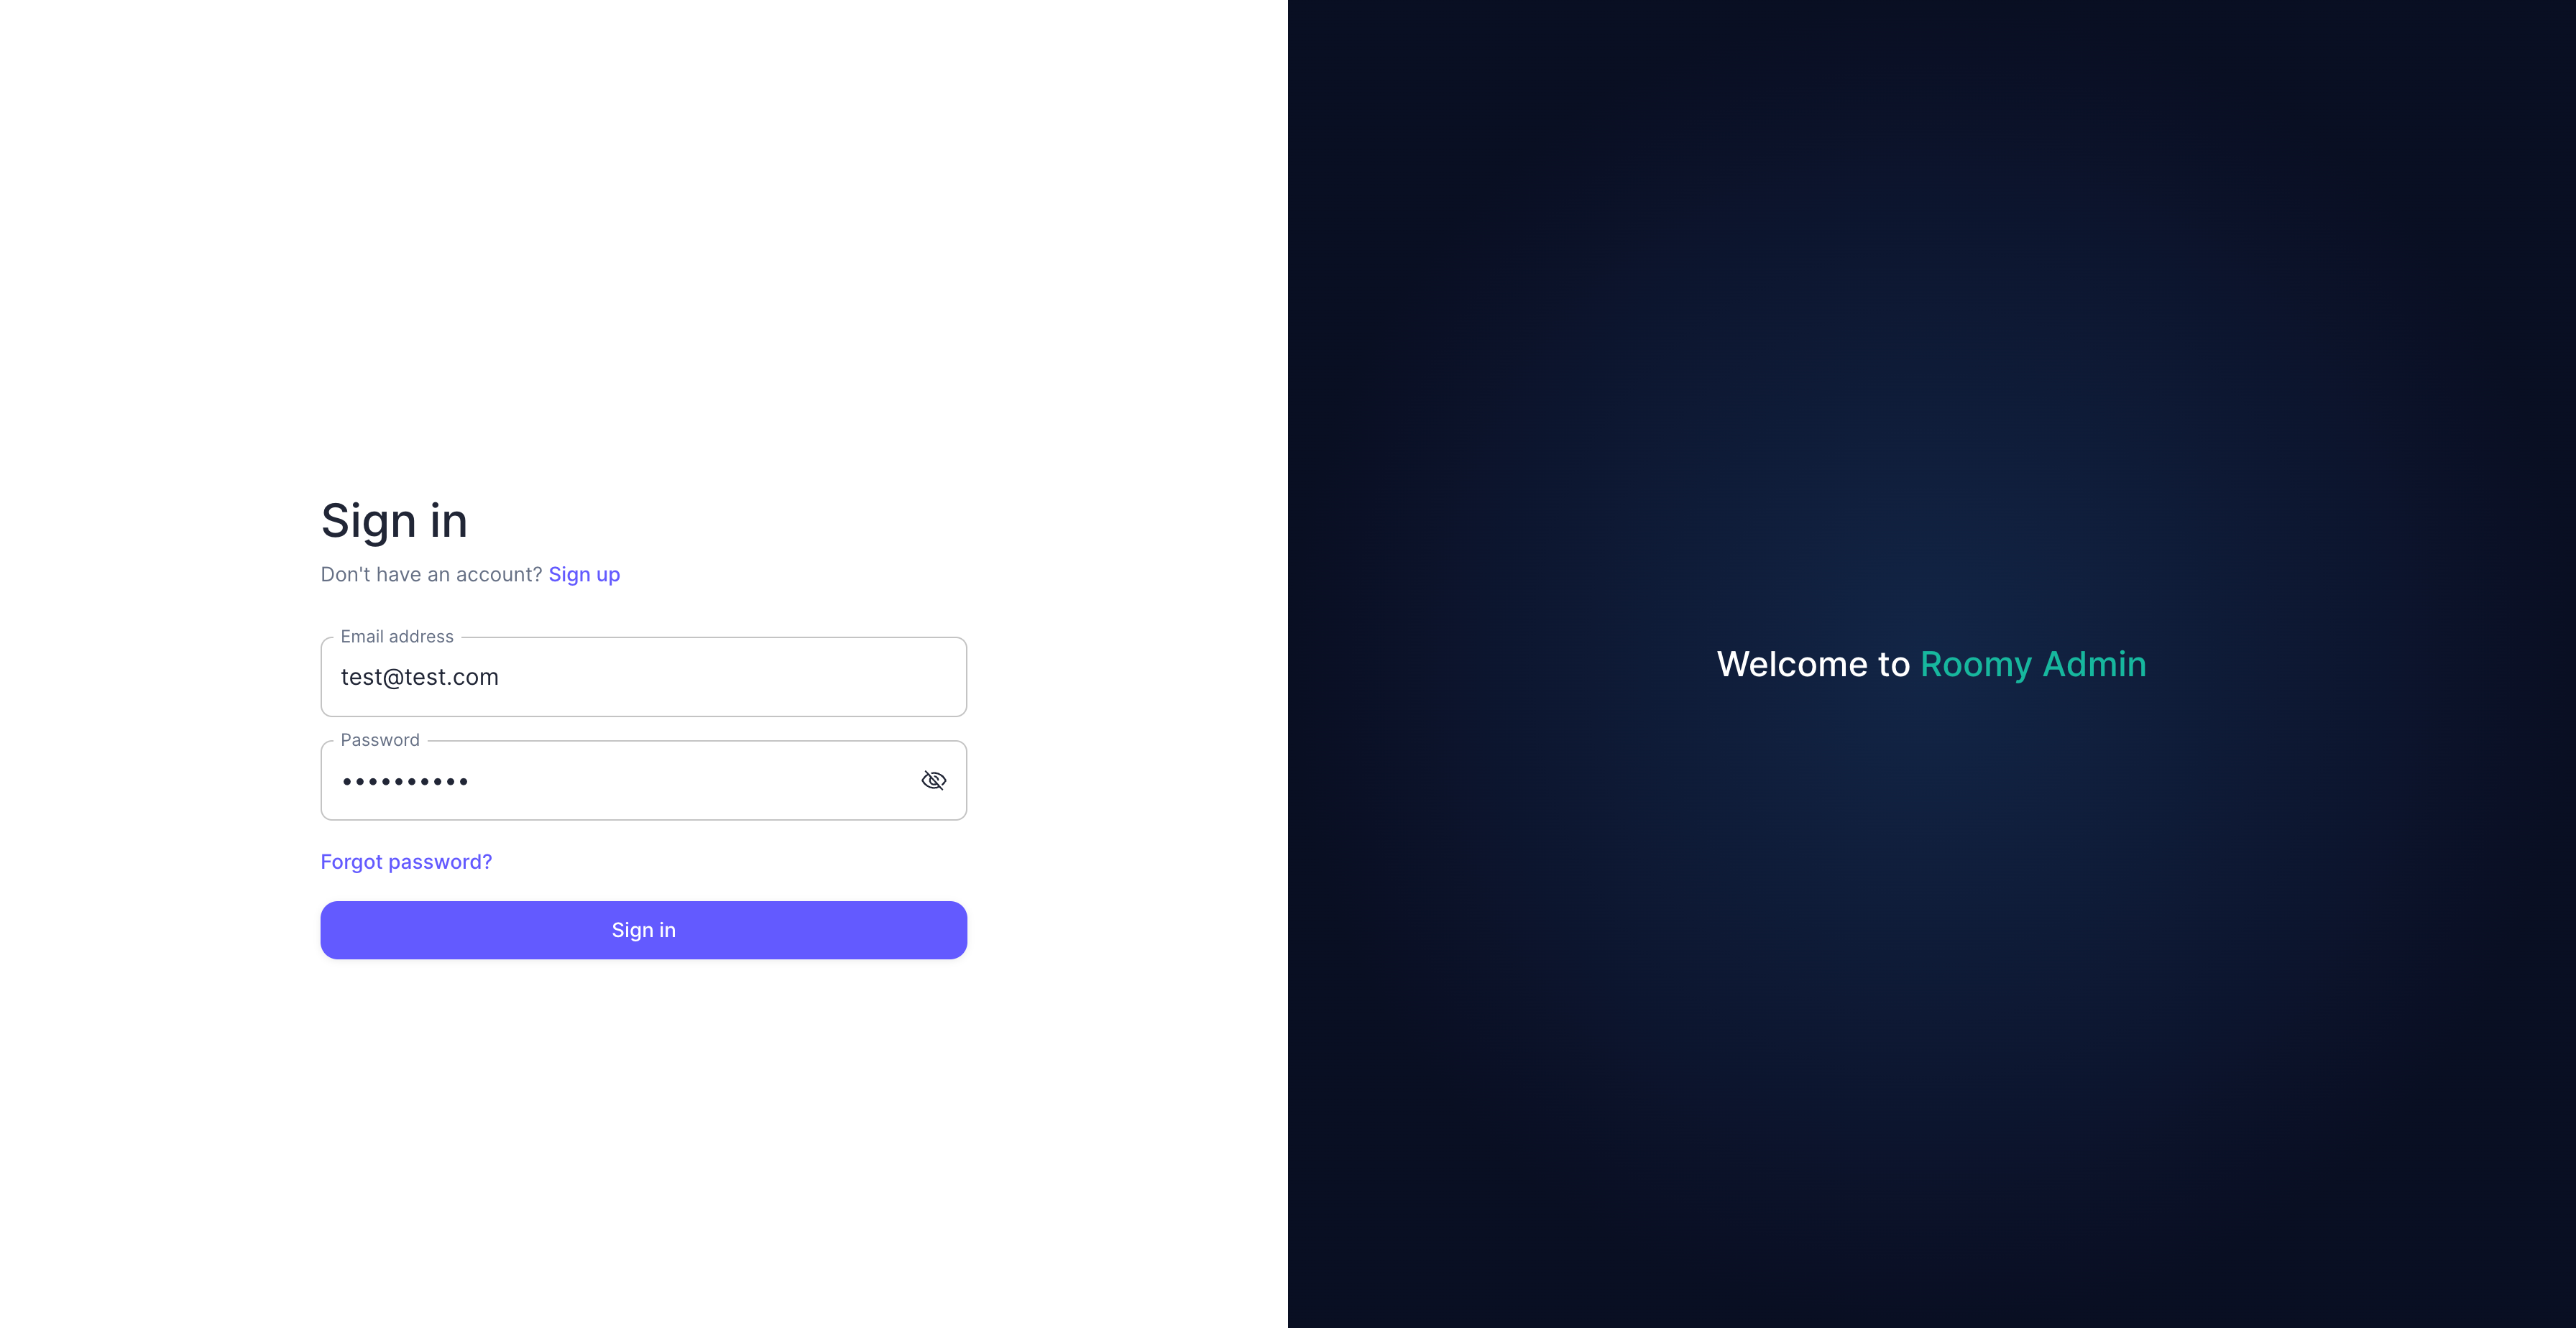 Sign in
Don't have an account? Sign up
Email address
test@test.com
Password
••••••••••
Forgot password?
Sign in
Welcome to Roomy Admin